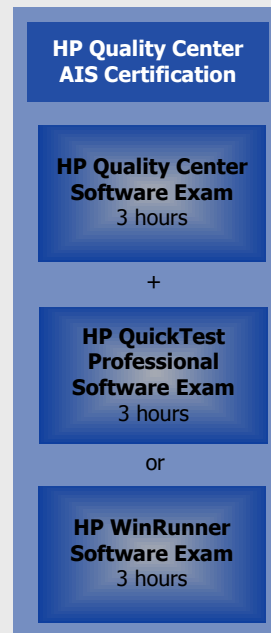 HP Quality Center
AIS Certification
HP Quality Center
Software Exam
3 hours
+
HP QuickTest
Professional
Software Exam
3 hours
or
HP WinRunner
Software Exam
3 hours